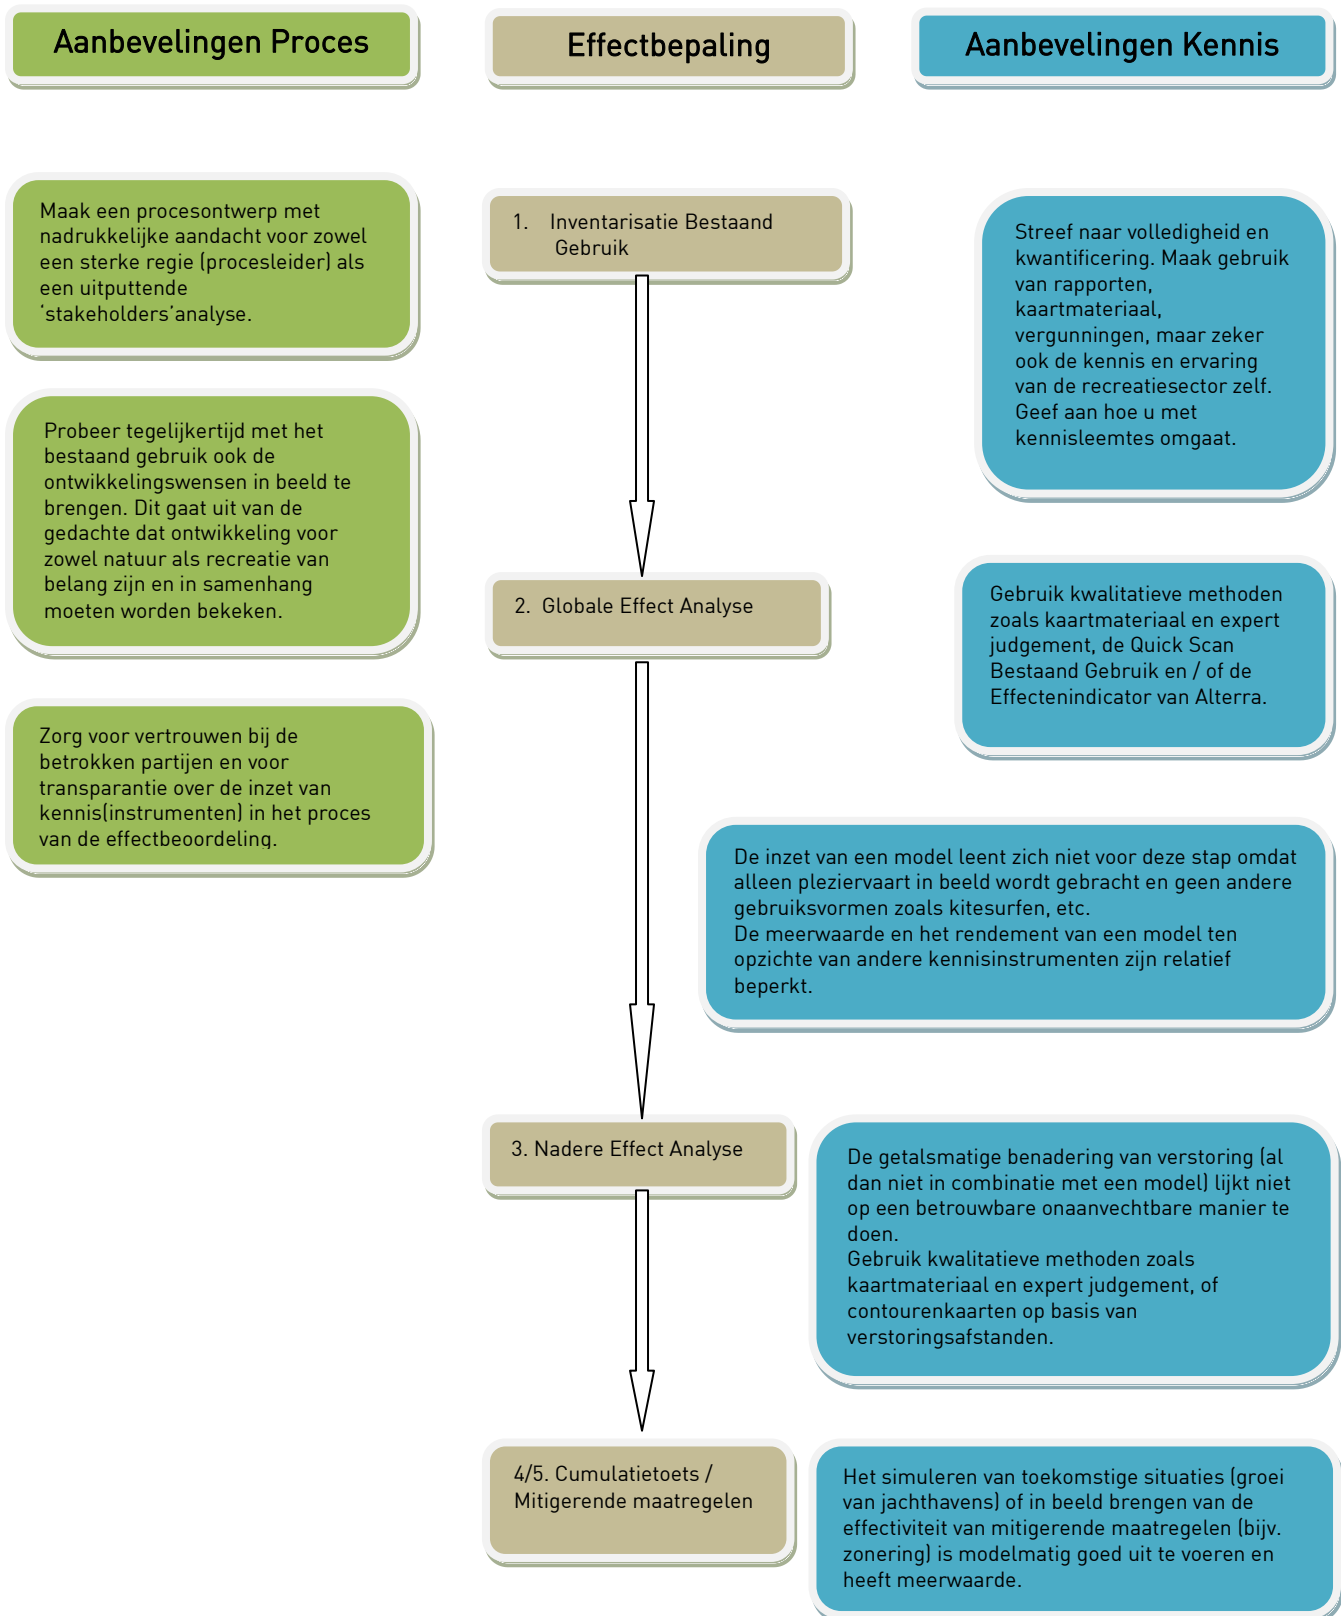 Aanbevelingen Proces
Effectbepaling
Aanbevelingen Kennis
Maak een procesontwerp met
nadrukkelijke aandacht voor zowel
een sterke regie (procesleider) als
een uitputtende
‘stakeholders’analyse.
Probeer tegelijkertijd met het
bestaand gebruik ook de
ontwikkelingswensen in beeld te
brengen. Dit gaat uit van de
gedachte dat ontwikkeling voor
zowel natuur als recreatie van
belang zijn en in samenhang
moeten worden bekeken.
Zorg voor vertrouwen bij de
betrokken partijen en voor
transparantie over de inzet van
kennis(instrumenten) in het proces
van de effectbeoordeling.
1. Inventarisatie Bestaand
Gebruik
2. Globale Effect Analyse
3. Nadere Effect Analyse
4/5. Cumulatietoets /
Mitigerende maatregelen
Streef naar volledigheid en
kwantificering. Maak gebruik
van rapporten,
kaartmateriaal,
vergunningen, maar zeker
ook de kennis en ervaring
van de recreatiesector zelf.
Geef aan hoe u met
kennisleemtes omgaat.
Gebruik kwalitatieve methoden
zoals kaartmateriaal en expert
judgement, de Quick Scan
Bestaand Gebruik en / of de
Effectenindicator van Alterra.
De inzet van een model leent zich niet voor deze stap omdat
alleen pleziervaart in beeld wordt gebracht en geen andere
gebruiksvormen zoals kitesurfen, etc.
De meerwaarde en het rendement van een model ten
opzichte van andere kennisinstrumenten zijn relatief
beperkt.
De getalsmatige benadering van verstoring (al
dan niet in combinatie met een model) lijkt niet
op een betrouwbare onaanvechtbare manier te
doen.
Gebruik kwalitatieve methoden zoals
kaartmateriaal en expert judgement, of
contourenkaarten op basis van
verstoringsafstanden.
Het simuleren van toekomstige situaties (groei
van jachthavens) of in beeld brengen van de
effectiviteit van mitigerende maatregelen (bijv.
zonering) is modelmatig goed uit te voeren en
heeft meerwaarde.